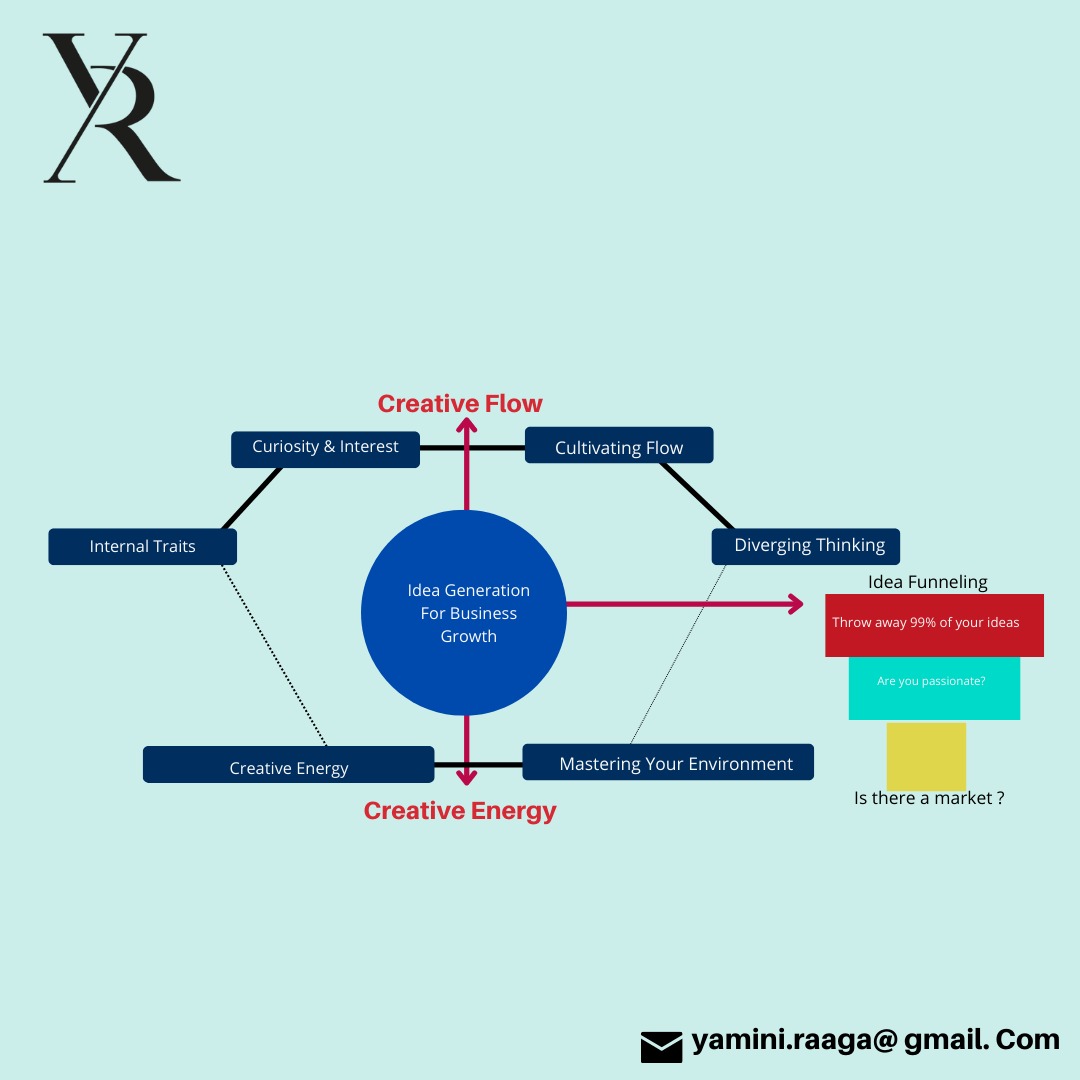 YR
Creative Flow
Curiosity & Interest
Cultivating Flow
Internal Traits
Diverging Thinking
Idea Generation
For Business
Growth
Idea Funneling
Throw away 99% of your ideas
Are you passionate?
Is there a market ?
Creative Energy
Mastering Your Environment
Creative Energy
yamini.raaga@ gmail. Com